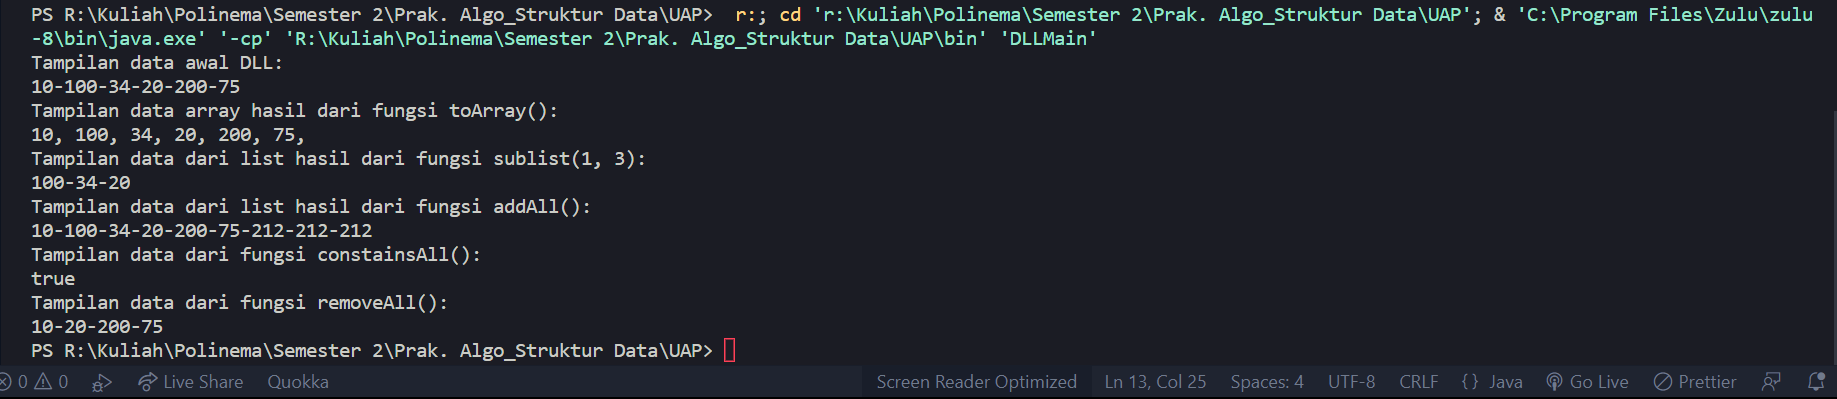 PS R:\Kuliah\Polinema\Semester 2\Prak. Algo_Struktur Data\UAP>  r:; cd 'r:\Kuliah\Polinema\Semester 2\Prak. Algo_Struktur Data\UAP'; & 'C:\Program Files\Zulu\zulu
-8\bin\java.exe' '-cp' 'R:\Kuliah\Polinema\Semester 2\Prak. Algo_Struktur Data\UAP\bin' 'DLLMain'
Tampilan data awal DLL:
10-100-34-20-200-75
Tampilan data array hasil dari fungsi toArray():
10, 100, 34, 20, 200, 75,
Tampilan data dari list hasil dari fungsi sublist(1, 3):
100-34-20
Tampilan data dari list hasil dari fungsi addAll():
10-100-34-20-200-75-212-212-212
Tampilan data dari fungsi constainsAll():
true
Tampilan data dari fungsi removeAll():
10-20-200-75
PS R:\Kuliah\Polinema\Semester 2\Prak. Algo_Struktur Data\UAP>
0 0 Live Share Quokka Screen Reader Optimized Ln 13, Col 25 Spaces: 4 UTF-8 CRLF {} Java Go Live Prettier